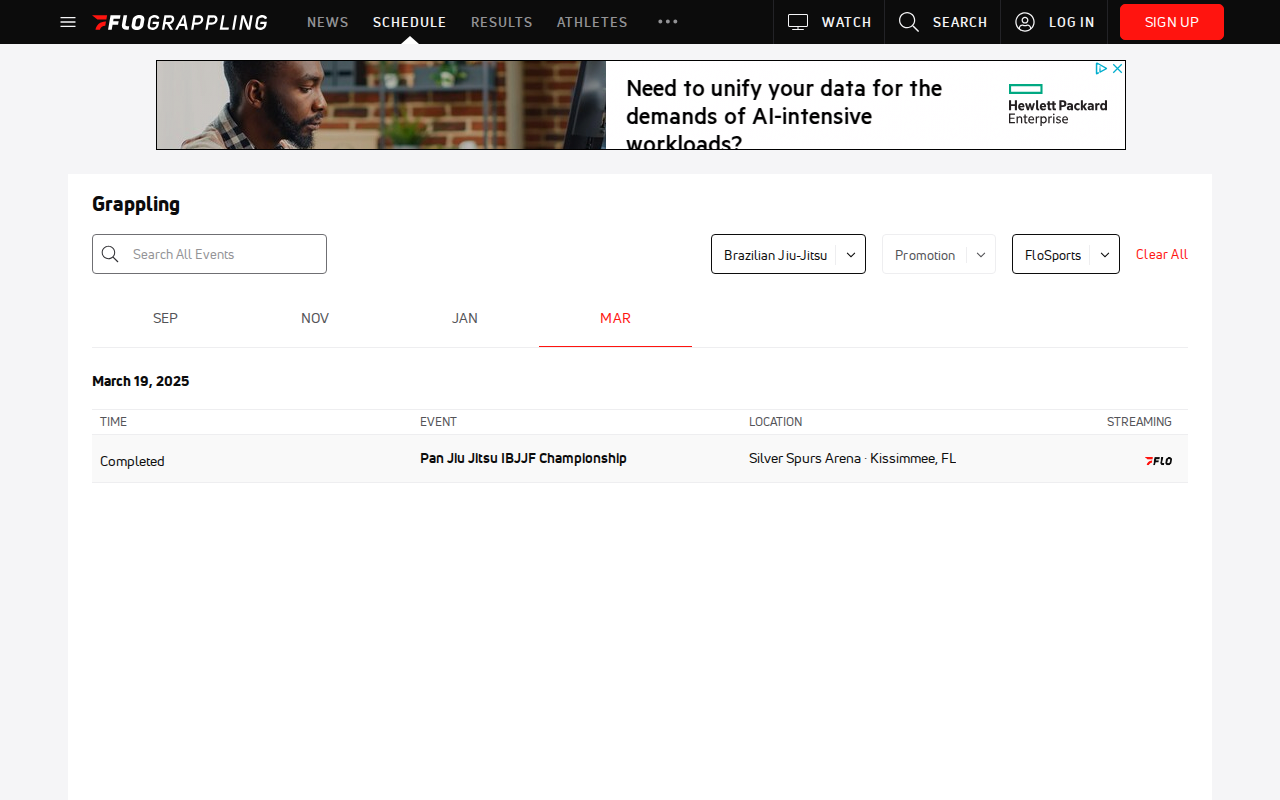 FLOGRAPPLING NEWS SCHEDULE RESULTS ATHLETES WATCH SEARCH LOG IN SIGN UP
Need to unify your data for the
demands of AI-intensive
workloads?
Hewlett Packard
Enterprise
Grappling
Search All Events Brazilian Jiu-Jitsu Promotion FloSports Clear All
SEP NOV JAN MAR
March 19, 2025
TIME EVENT LOCATION STREAMING
Completed Pan Jiu Jitsu IBJJF Championship Silver Spurs Arena · Kissimmee, FL FLO